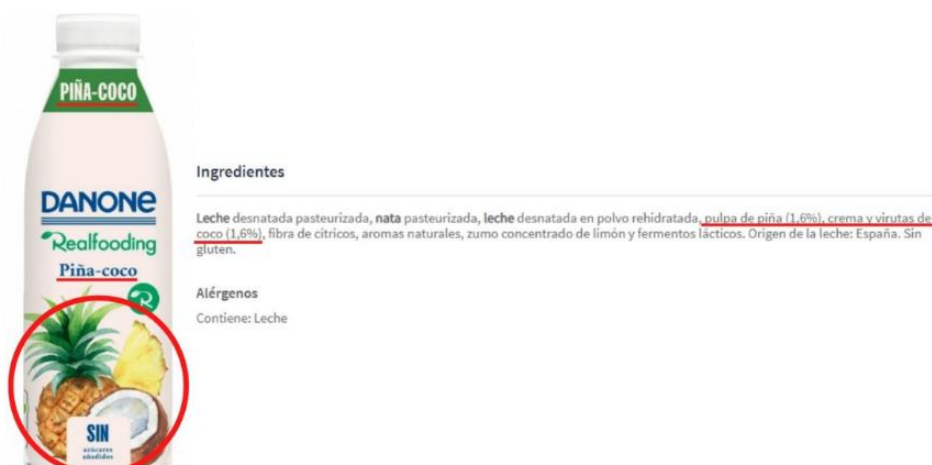 PIÑA-COCO
DANONE
Realfooding
Piña-coco
R
SIN
azúcares
añadidos
Ingredientes
Leche desnatada pasteurizada, nata pasteurizada, leche desnatada en polvo rehidratada, pulpa de piña (1,6%), crema y virutas de
coco (1,6%), fibra de cítricos, aromas naturales, zumo concentrado de limón y fermentos lácticos. Origen de la leche: España. Sin
gluten.
Alérgenos
Contiene: Leche